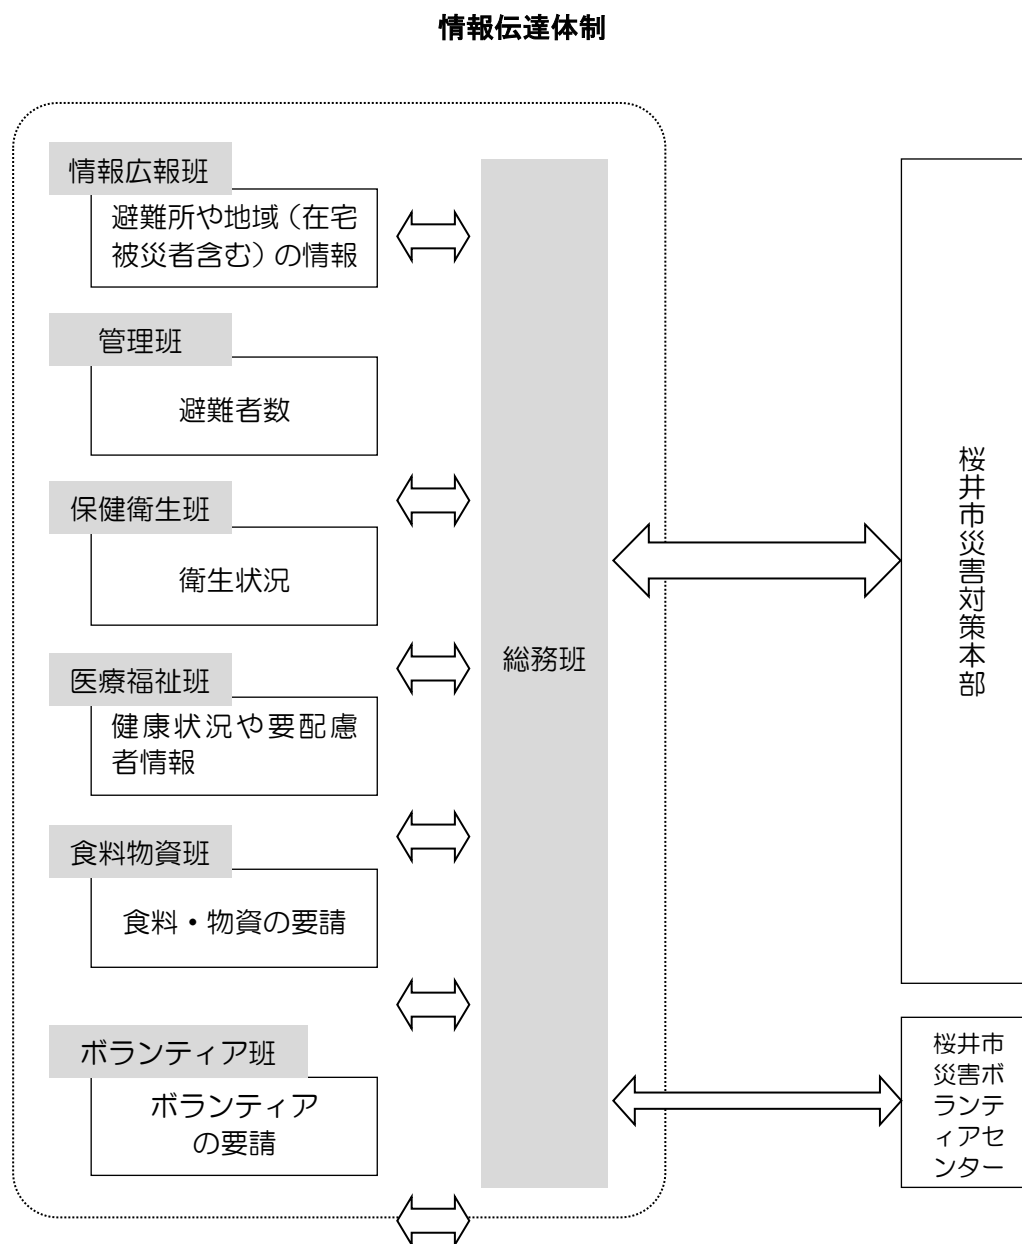 情報伝達体制
情報広報班
避難所や地域（在宅
被災者含む）の情報
管理班
避難者数
保健衛生班
衛生状況
医療福祉班
健康状況や要配慮
者情報
食料物資班
食料・物資の要請
ボランティア班
ボランティア
の要請
総務班
桜井市災害対策本部
桜井市
災害ボ
ランテ
ィアセ
ンター